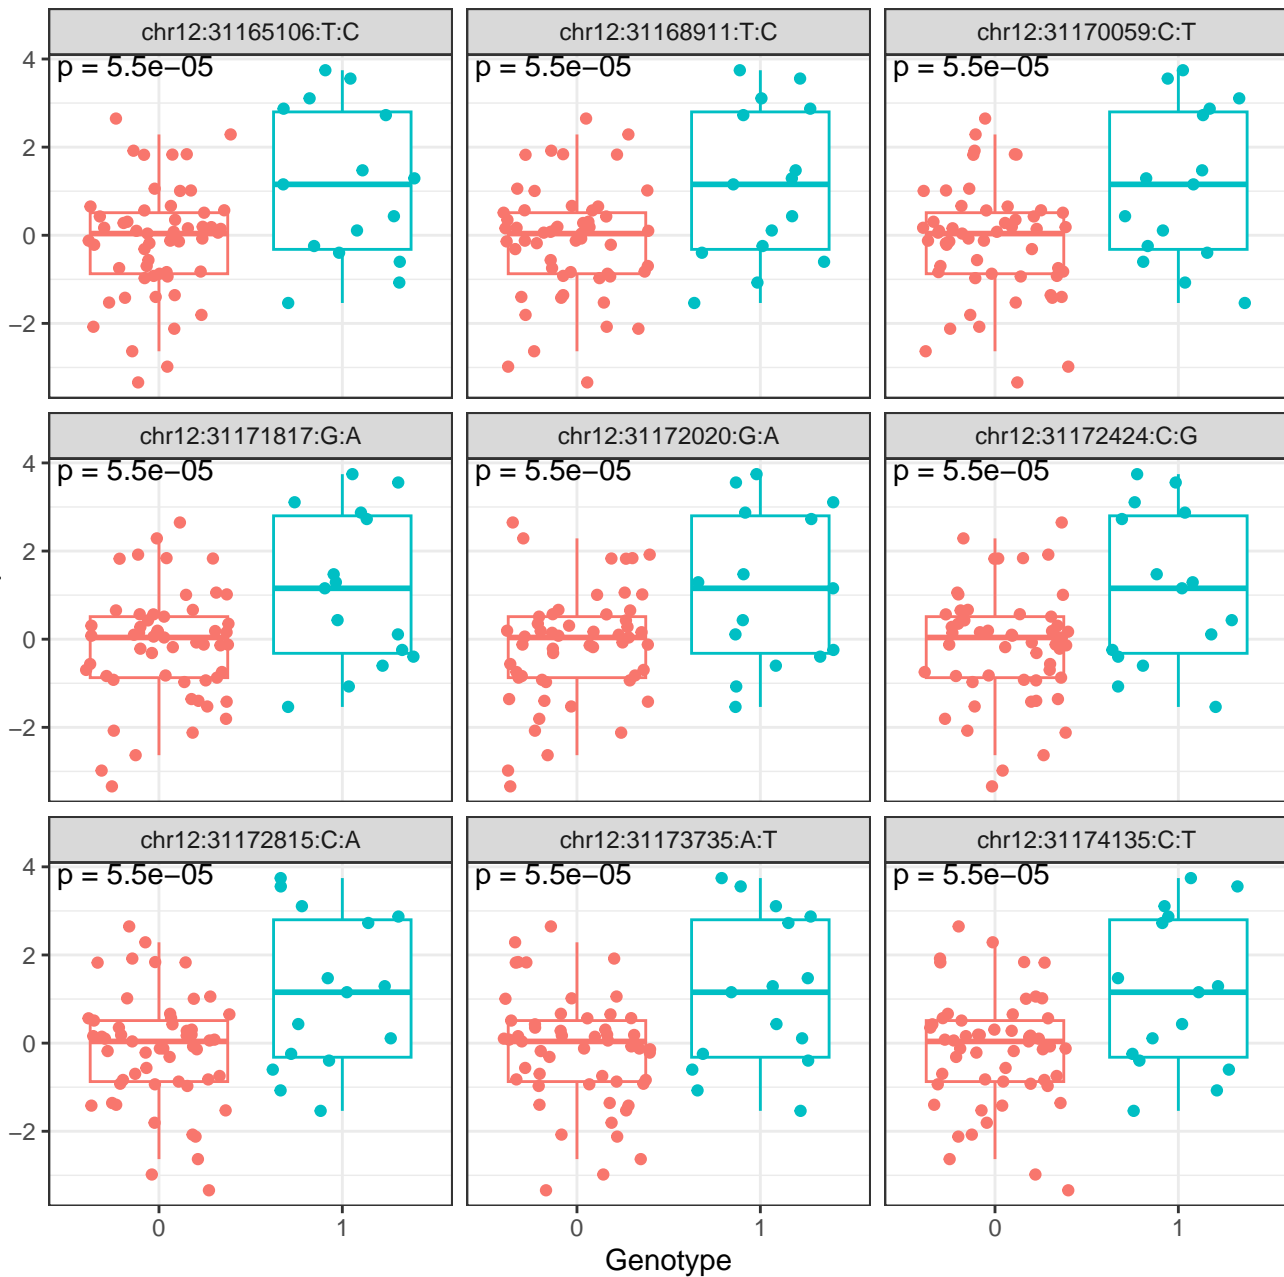 chr12:31165106:T:C chr12:31168911:T:C chr12:31170059:C:T
p = 5.5e−05 p = 5.5e−05 p = 5.5e−05
4
2
0
−2
chr12:31171817:G:A chr12:31172020:G:A chr12:31172424:C:G
p = 5.5e−05 p = 5.5e−05 p = 5.5e−05
4
2
0
−2
chr12:31172815:C:A chr12:31173735:A:T chr12:31174135:C:T
p = 5.5e−05 p = 5.5e−05 p = 5.5e−05
4
2
0
−2
0 1 0 1 0 1
Genotype